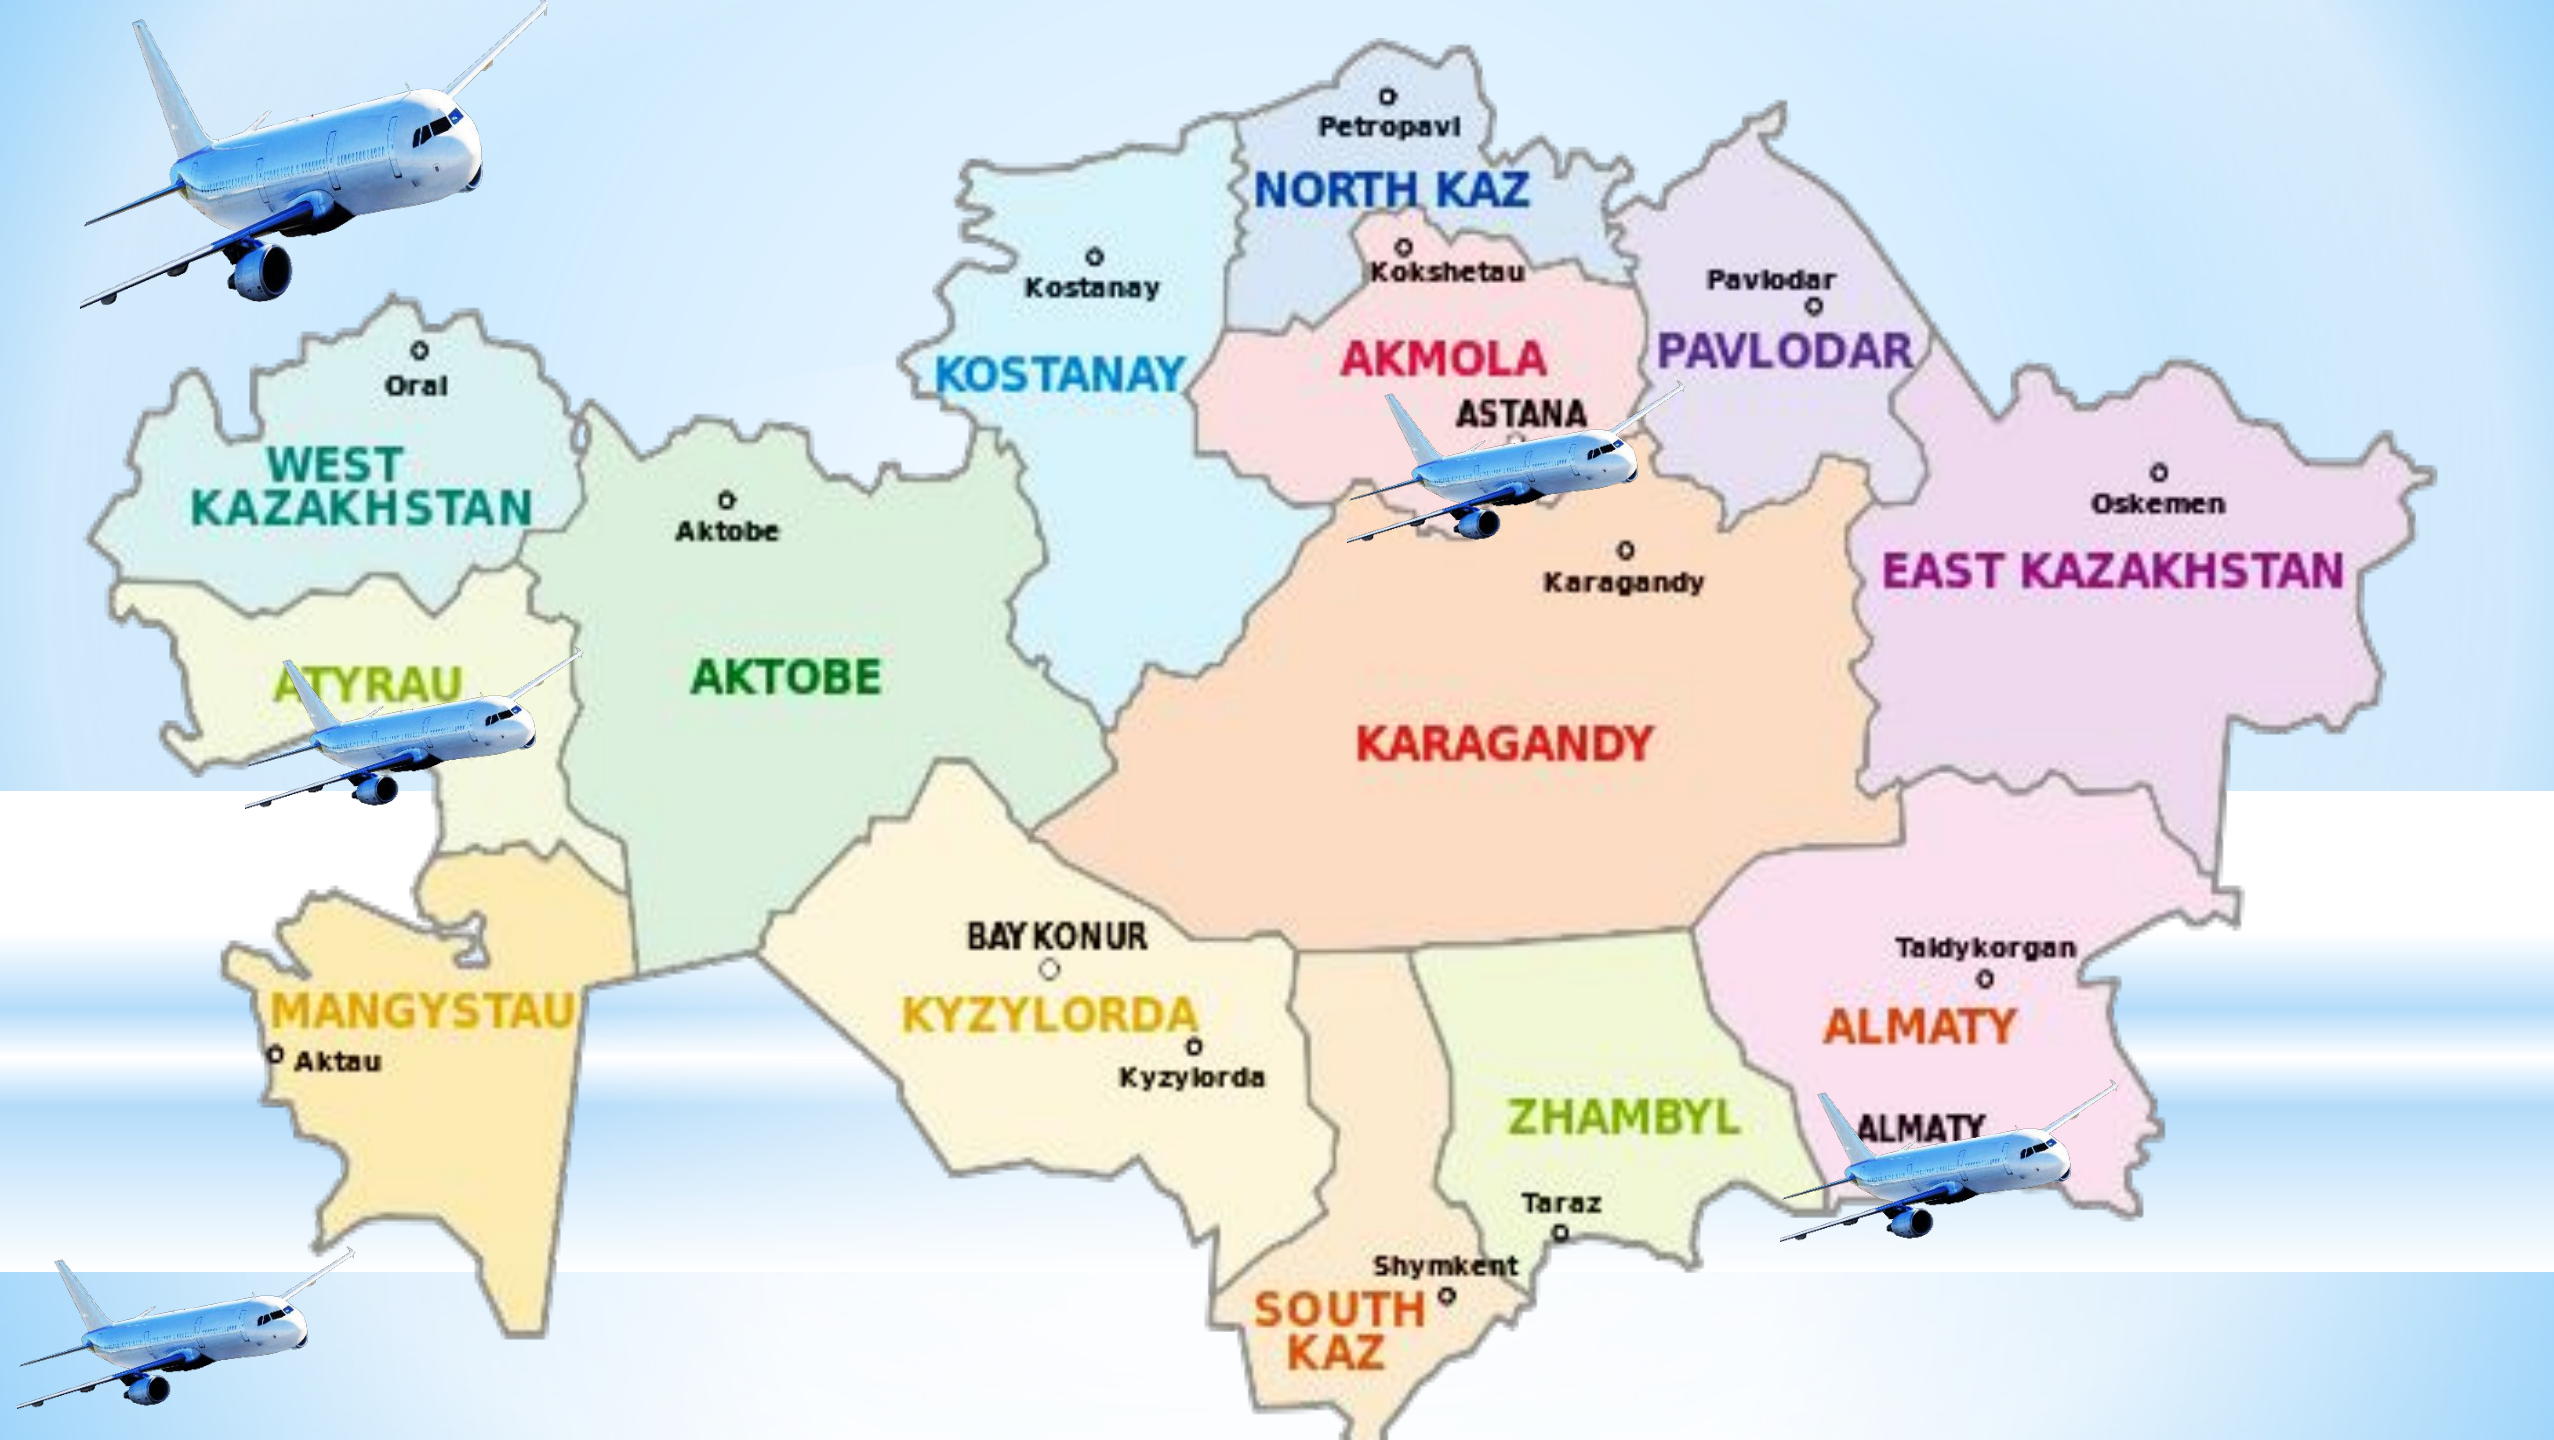 Petropavl
NORTH KAZ
Kostanay
Kokshetau
Pavlodar
KOSTANAY
AKMOLA
PAVLODAR
ASTANA
Oral
WEST
KAZAKHSTAN
Aktobe
Oskemen
Karagandy
EAST KAZAKHSTAN
ATYRAU
AKTOBE
KARAGANDY
BAYKONUR
Taldykorgan
MANGYSTAU
KYZYLORDA
ALMATY
Aktau
Kyzylorda
ZHAMBYL
ALMATY
Taraz
Shymkent
SOUTH
KAZ